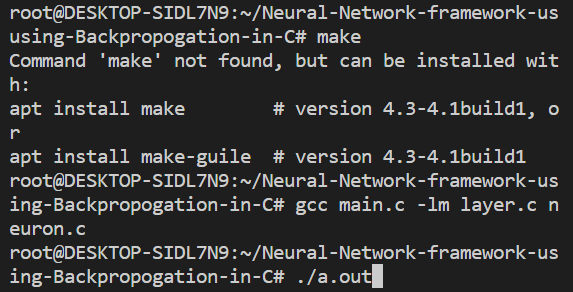 root@DESKTOP-SIDL7N9:~/Neural-Network-framework-us
using-Backpropogation-in-C# make
Command 'make' not found, but can be installed wit
h:
apt install make        # version 4.3-4.1build1, o
r
apt install make-guile  # version 4.3-4.1build1
root@DESKTOP-SIDL7N9:~/Neural-Network-framework-us
ing-Backpropogation-in-C# gcc main.c -lm layer.c n
euron.c
root@DESKTOP-SIDL7N9:~/Neural-Network-framework-us
ing-Backpropogation-in-C# ./a.out